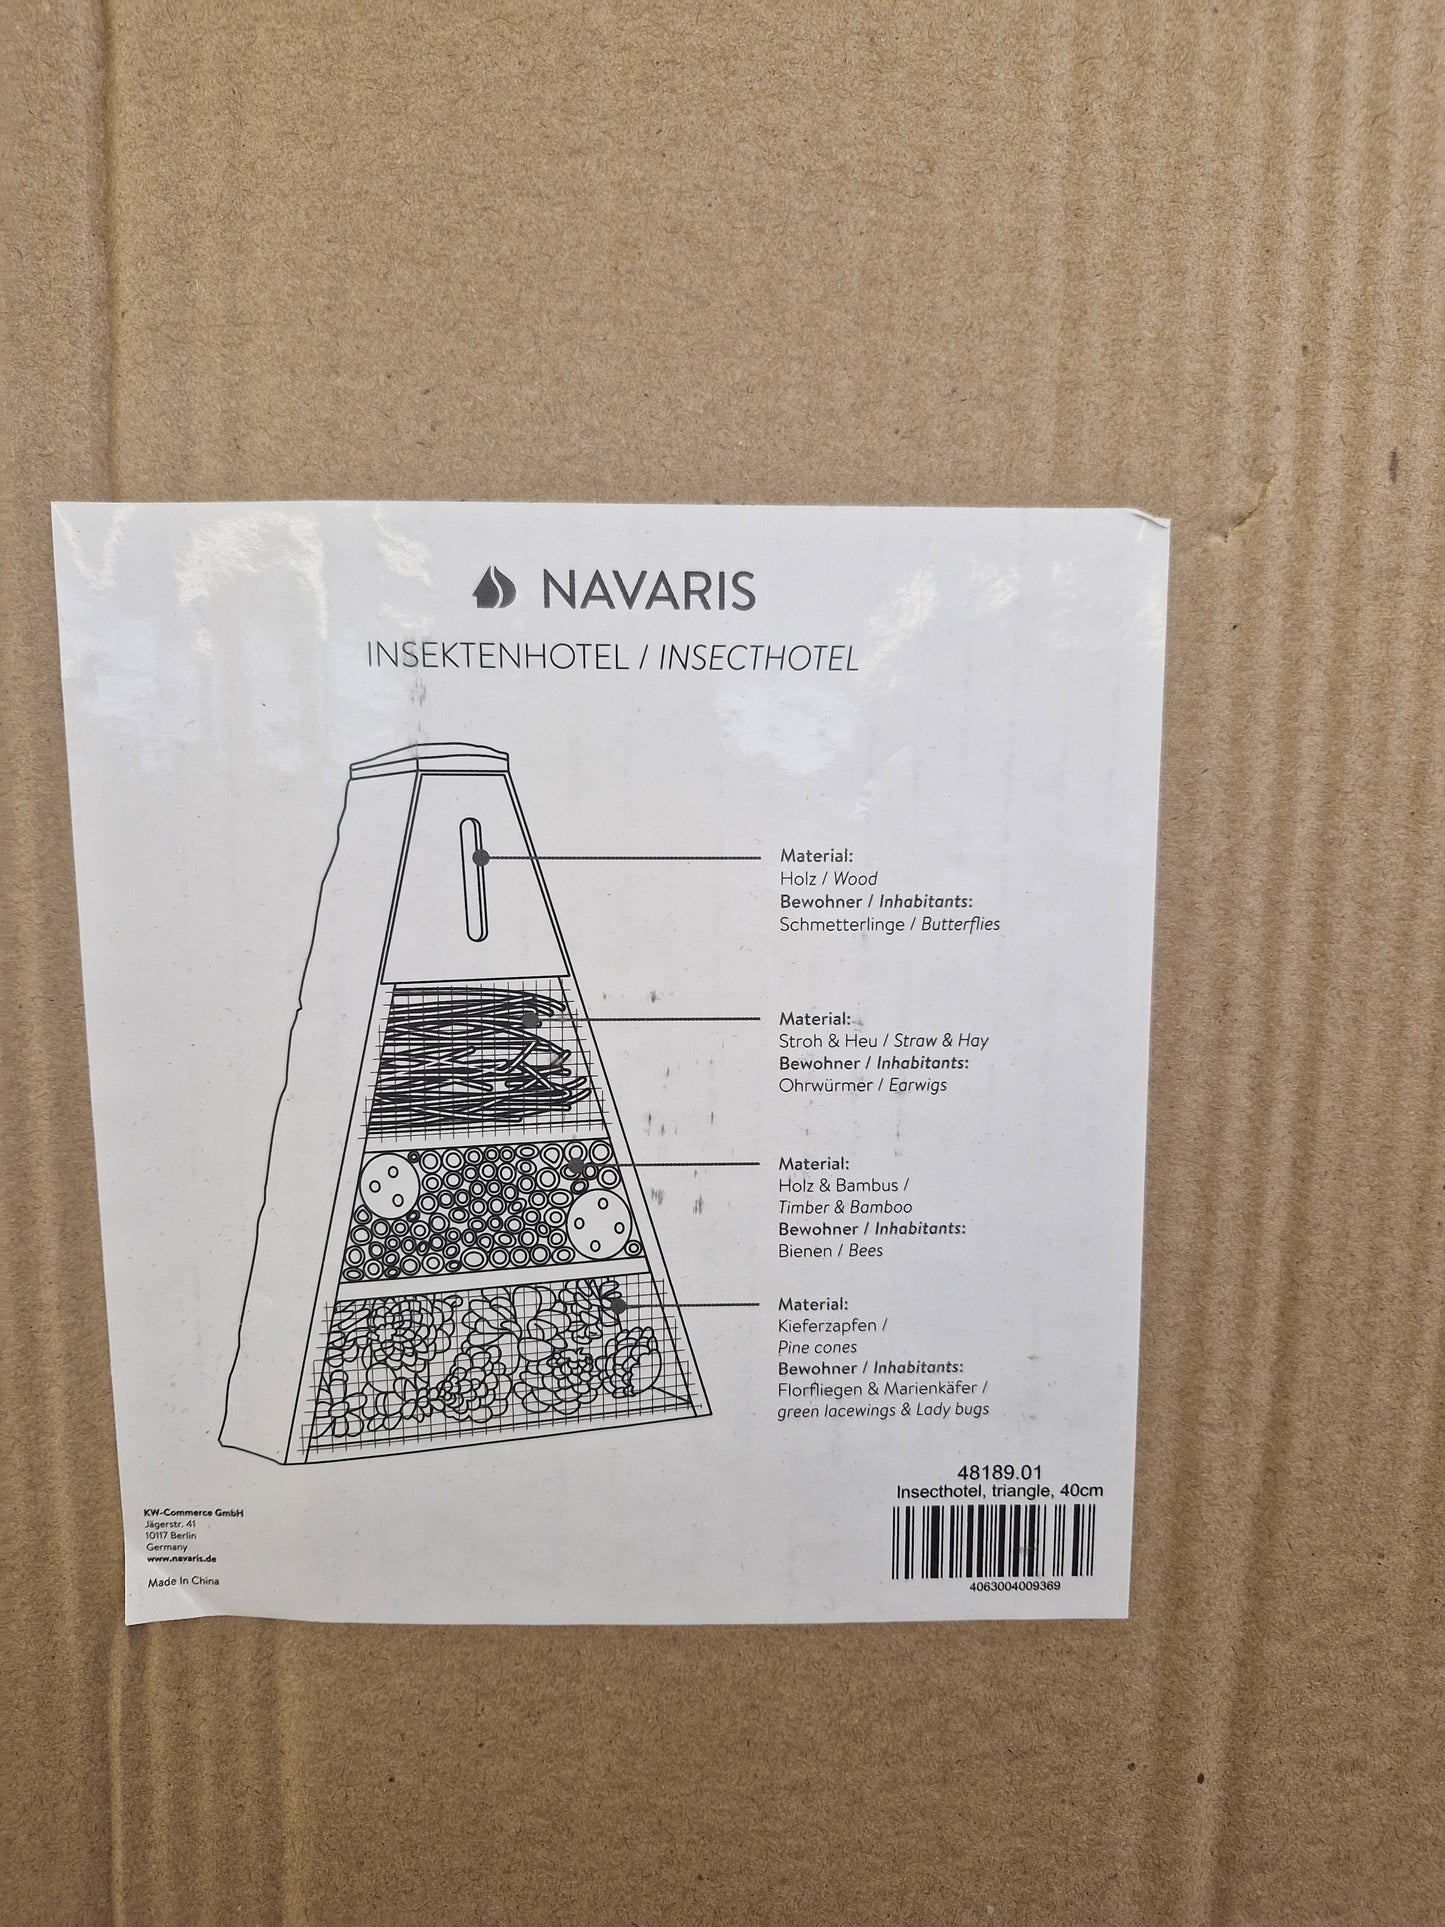 NAVARIS
INSEKTENHOTEL / INSECTHOTEL
Material:
Holz / Wood
Bewohner / Inhabitants:
Schmetterlinge / Butterflies
Material:
Stroh & Heu / Straw & Hay
Bewohner / Inhabitants:
Ohrwürmer / Earwigs
Material:
Holz & Bambus /
Timber & Bamboo
Bewohner / Inhabitants:
Bienen / Bees
Material:
Kieferzapfen /
Pine cones
Bewohner / Inhabitants:
Florfliegen & Marienkäfer /
green lacewings & Lady bugs
48189.01
Insecthotel, triangle, 40cm
4063004009369
KW-Commerce GmbH
Jägerstr. 41
10117 Berlin
Germany
www.navaris.de
Made In China